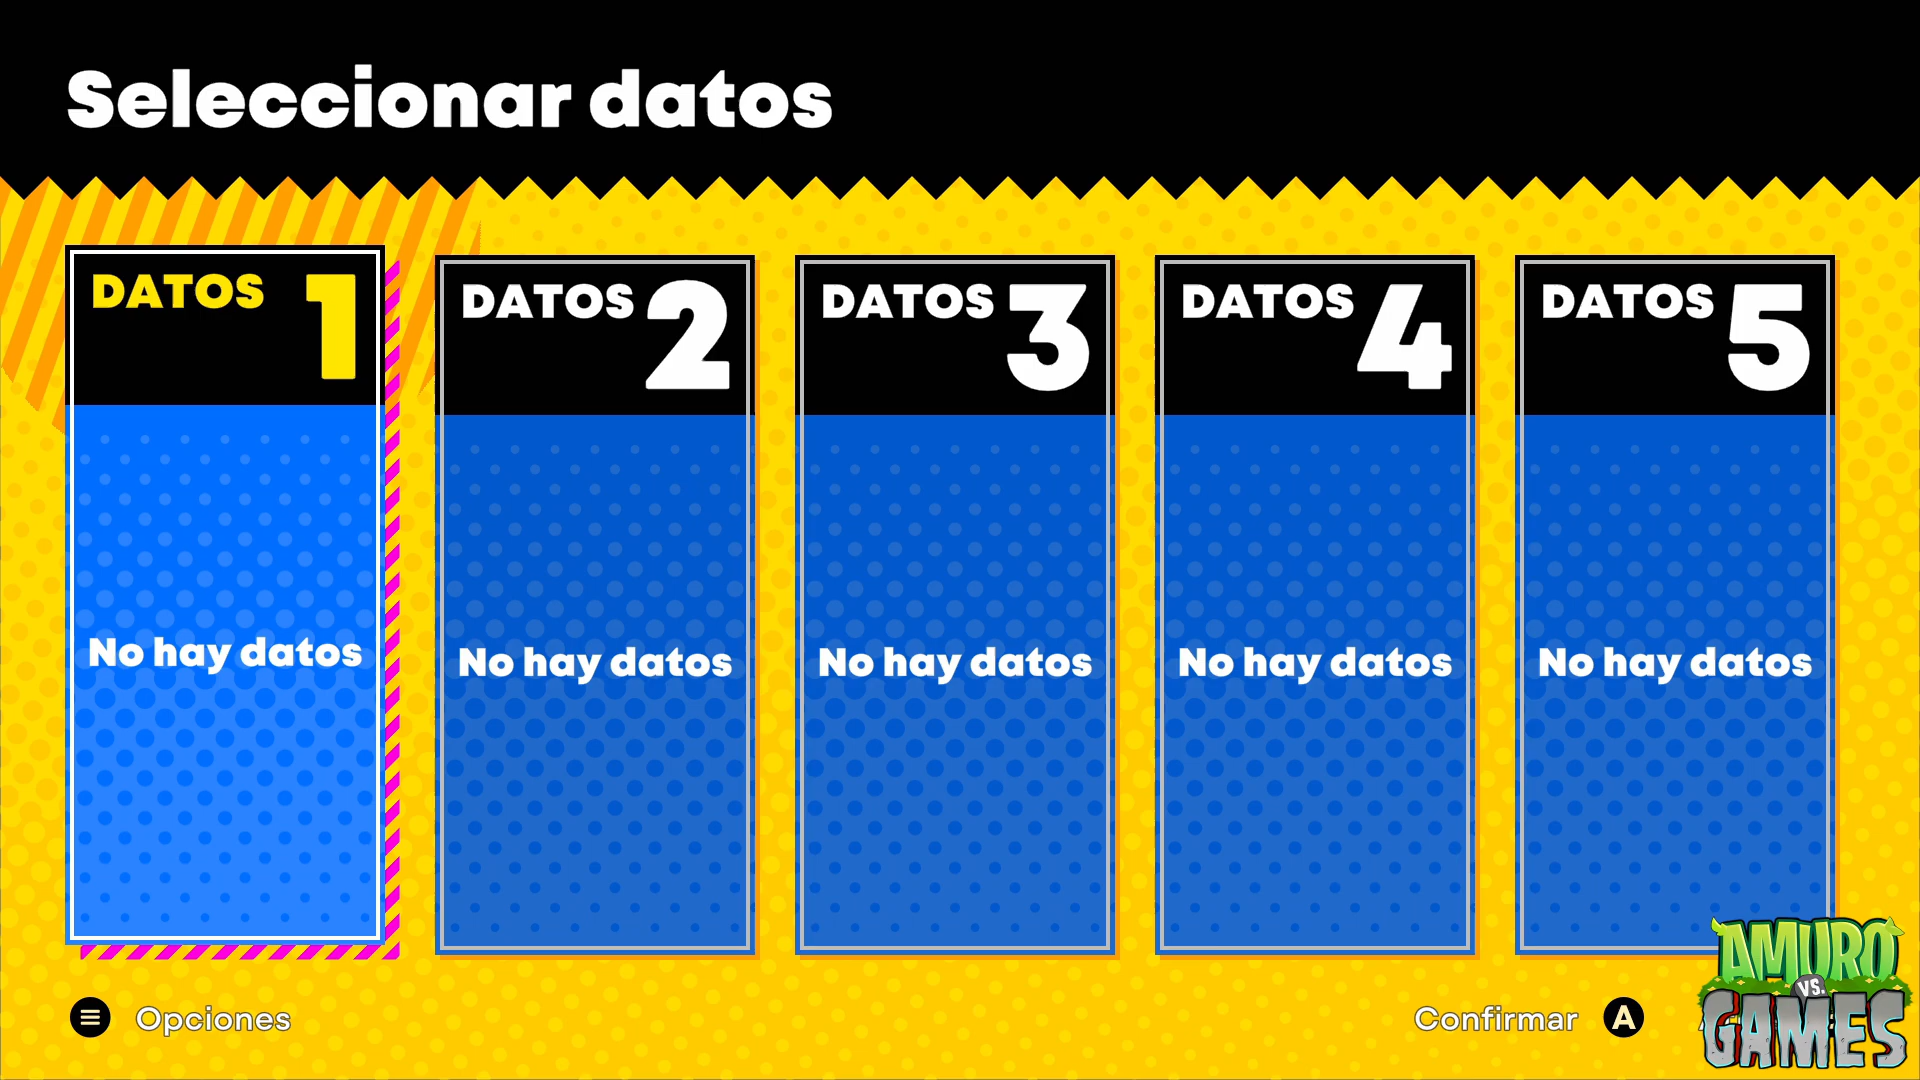 Seleccionar datos
DATOS 1
No hay datos
DATOS 2
No hay datos
DATOS 3
No hay datos
DATOS 4
No hay datos
DATOS 5
No hay datos
Opciones
Confirmar A
AMURO
VS.
GAMES